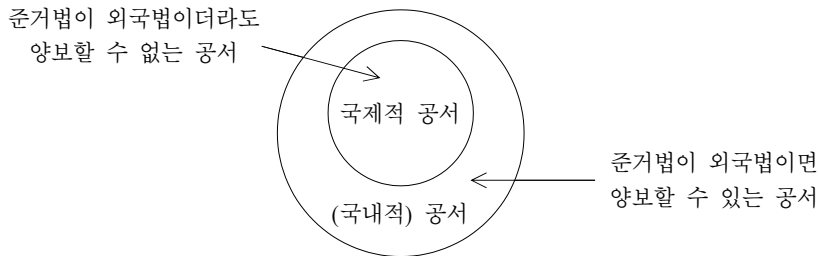 준거법이 외국법이더라도
양보할 수 없는 공서
국제적 공서
준거법이 외국법이면
양보할 수 있는 공서
(국내적) 공서